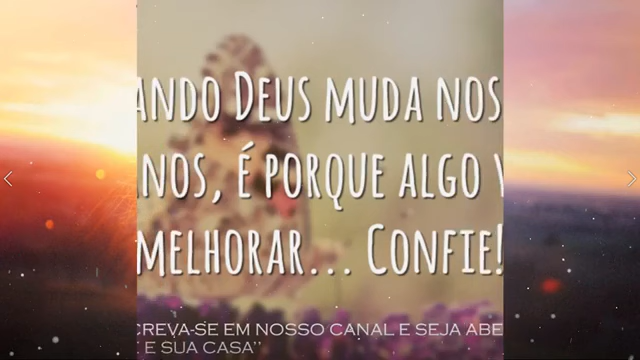 ANDO DEUS MUDA NOS
NOS, É PORQUE ALGO
MELHORAR... CONFIE!
CREVA-SE EM NOSSO CANAL E SEJA ABE
E SUA CASA"